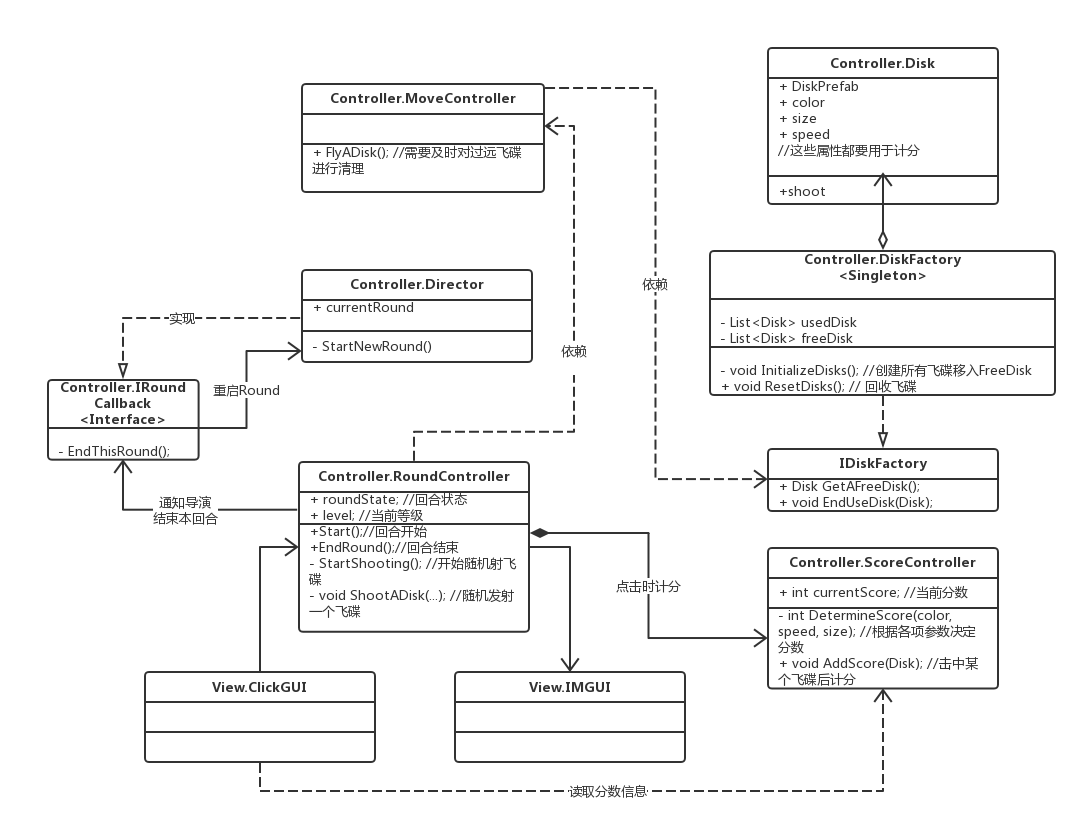 Controller.Disk
+ DiskPrefab
+ color
+ size
+ speed
//这些属性都要用于计分
+shoot
Controller.MoveController
+ FlyADisk(); //需要及时对过远飞碟
进行清理
Controller.DiskFactory
<Singleton>
- List<Disk> usedDisk
- List<Disk> freeDisk
- void InitializeDisks(); //创建所有飞碟移入FreeDisk
+ void ResetDisks(); // 回收飞碟
Controller.Director
+ currentRound
- StartNewRound()
依赖
实现
依赖
重启Round
Controller.IRound
Callback
<Interface>
- EndThisRound();
IDiskFactory
+ Disk GetAFreeDisk();
+ void EndUseDisk(Disk);
Controller.RoundController
+ roundState; //回合状态
+ level; //当前等级
+Start();//回合开始
+EndRound();//回合结束
- StartShooting(); //开始随机射飞
碟
- void ShootADisk(...); //随机发射
一个飞碟
通知导演
结束本回合
点击时计分
Controller.ScoreController
+ int currentScore; //当前分数
- int DetermineScore(color,
speed, size); //根据各项参数决定
分数
+ void AddScore(Disk); //击中某
个飞碟后计分
View.ClickGUI
View.IMGUI
读取分数信息